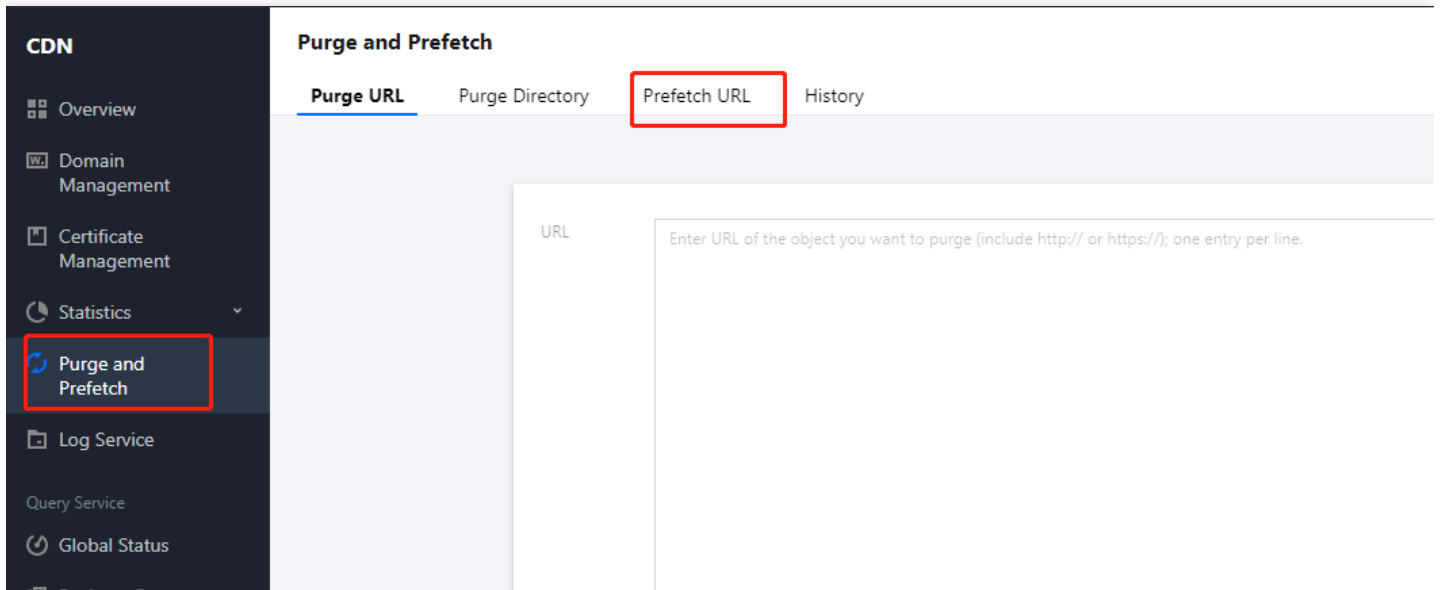 CDN
Overview
Domain
Management
Certificate
Management
Statistics
Purge and
Prefetch
Log Service
Query Service
Global Status
Purge and Prefetch
Purge URL Purge Directory Prefetch URL History
URL
Enter URL of the object you want to purge (include http:// or https://); one entry per line.